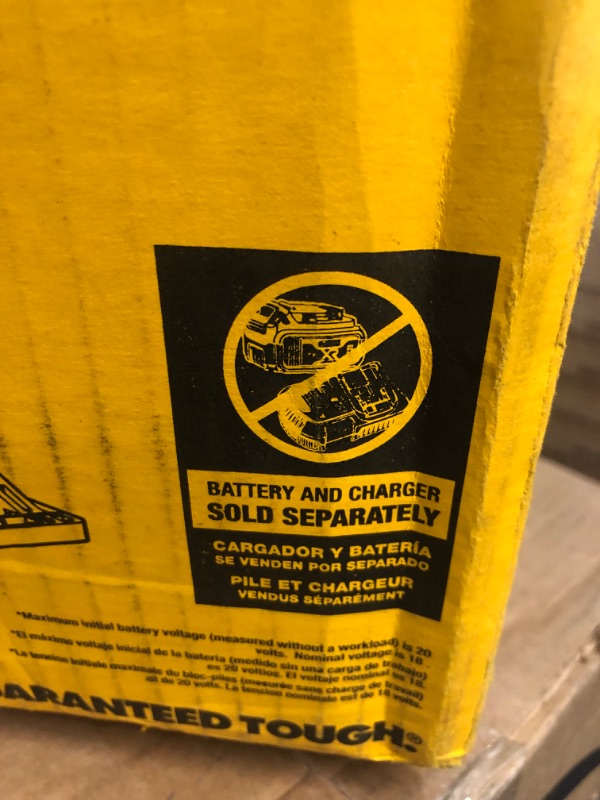 BATTERY AND CHARGER
SOLD SEPARATELY
CARGADOR Y BATERÍA
SE VENDEN POR SEPARADO
PILE ET CHARGEUR
VENDUS SÉPARÉMENT
*Maximum initial battery voltage (measured without a workload) is 20
volts. Nominal voltage is 18.
*El máximo voltaje inicial de la batería (medido sin una carga de trabajo)
es 20 voltios. El voltaje nominal es 18.
*La tension initiale maximale du bloc-piles (mesurée sans charge de travail)
est de 20 volts. La tension nominale est de 18 volts.
ARANTEED TOUGH.®